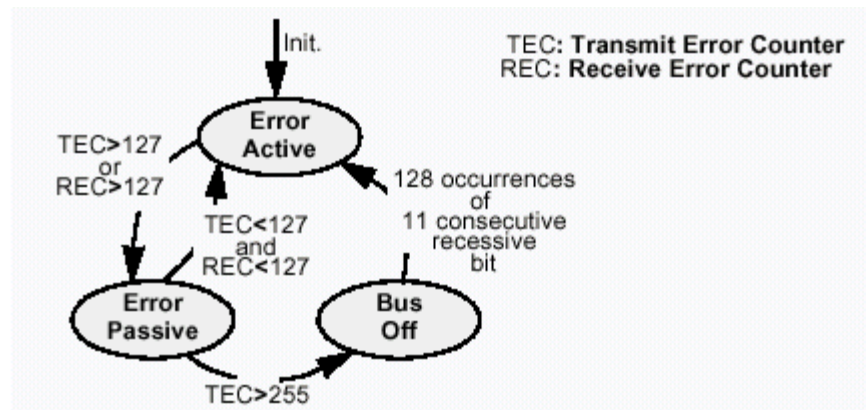 Init.
TEC: Transmit Error Counter
REC: Receive Error Counter
Error
Active
TEC>127
or
REC>127
128 occurrences
of
11 consecutive
recessive
bit
TEC<127
and
REC<127
Error
Passive
Bus
Off
TEC>255